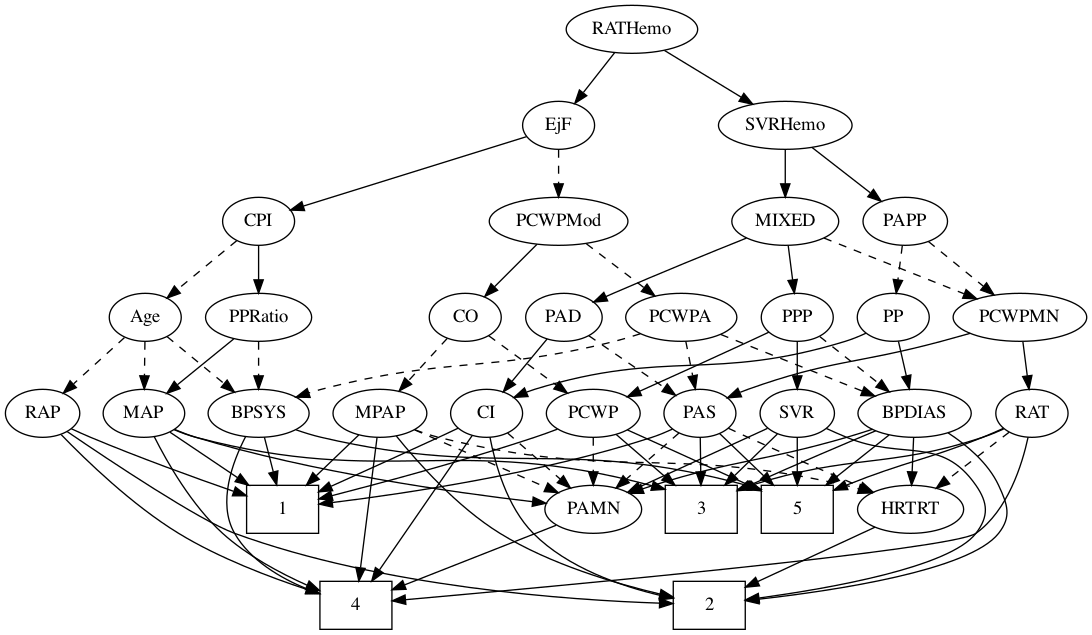 RATHemo
EjF
SVRHemo
CPI
PCWPMod
MIXED
PAPP
Age
PPRatio
CO
PAD
PCWPA
PPP
PP
PCWPMN
RAP
MAP
BPSYS
MPAP
CI
PCWP
PAS
SVR
BPDIAS
RAT
1
PAMN
3
5
HRTRT
4
2